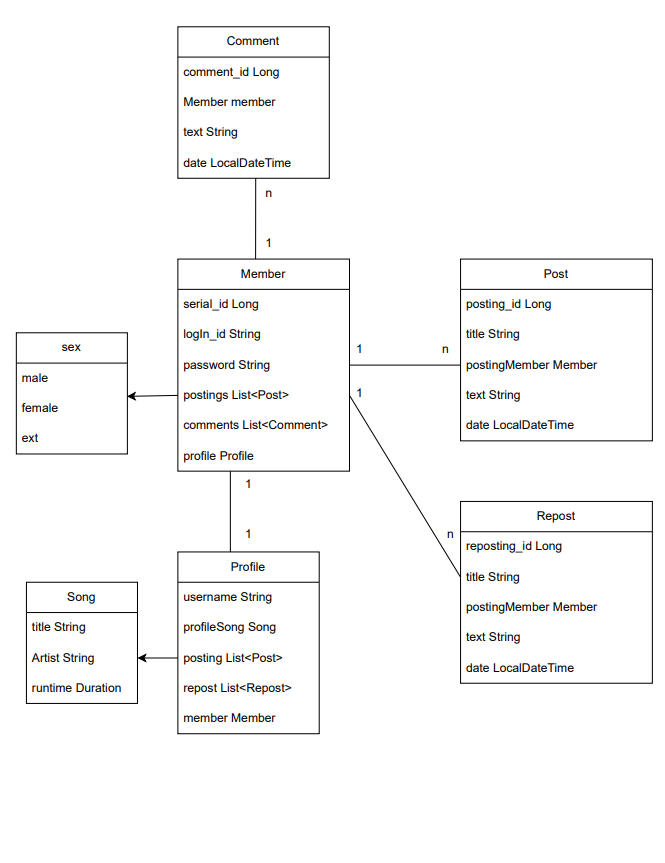 Comment
comment_id Long
Member member
text String
date LocalDateTime
n
1
Member
serial_id Long
logIn_id String
password String
postings List<Post>
comments List<Comment>
profile Profile
1
n
1
Post
posting_id Long
title String
postingMember Member
text String
date LocalDateTime
sex
male
female
ext
1
1
n
Repost
reposting_id Long
title String
postingMember Member
text String
date LocalDateTime
Profile
username String
profileSong Song
posting List<Post>
repost List<Repost>
member Member
Song
title String
Artist String
runtime Duration